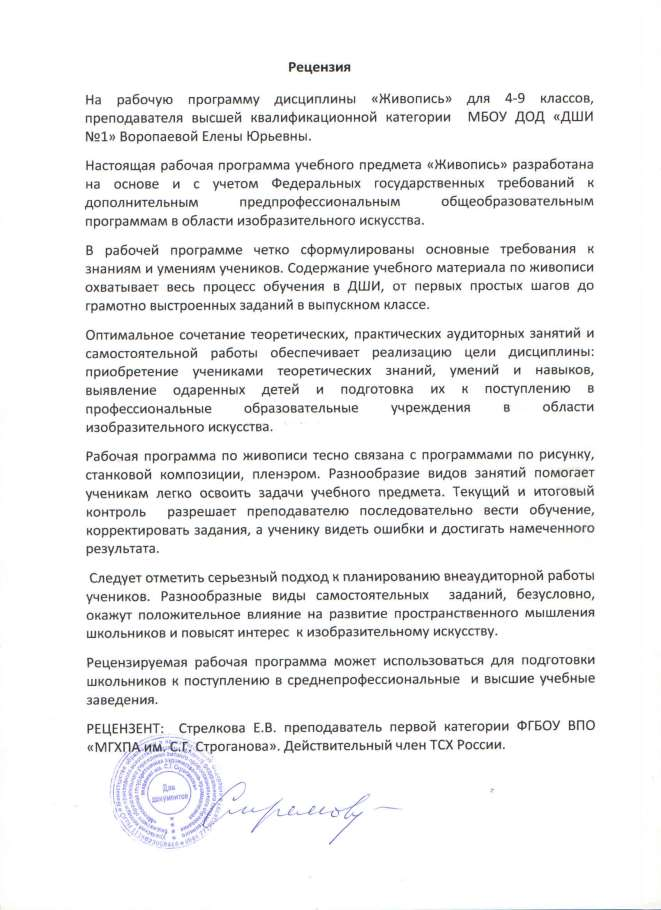 Рецензия
На рабочую программу дисциплины «Живопись» для 4-9 классов,
преподавателя высшей квалификационной категории МБОУ ДОД «ДШИ
№1» Воропаевой Елены Юрьевны.
Настоящая рабочая программа учебного предмета «Живопись» разработана
на основе и с учетом Федеральных государственных требований к
дополнительным предпрофессиональным общеобразовательным
программам в области изобразительного искусства.
В рабочей программе четко сформулированы основные требования к
знаниям и умениям учеников. Содержание учебного материала по живописи
охватывает весь процесс обучения в ДШИ, от первых простых шагов до
грамотно выстроенных заданий в выпускном классе.
Оптимальное сочетание теоретических, практических аудиторных занятий и
самостоятельной работы обеспечивает реализацию цели дисциплины:
приобретение учениками теоретических знаний, умений и навыков,
выявление одаренных детей и подготовка их к поступлению в
профессиональные образовательные учреждения в области
изобразительного искусства.
Рабочая программа по живописи тесно связана с программами по рисунку,
станковой композиции, пленэром. Разнообразие видов занятий помогает
ученикам легко освоить задачи учебного предмета. Текущий и итоговый
контроль разрешает преподавателю последовательно вести обучение,
корректировать задания, а ученику видеть ошибки и достигать намеченного
результата.
Следует отметить серьезный подход к планированию внеаудиторной работы
учеников. Разнообразные виды самостоятельных заданий, безусловно,
окажут положительное влияние на развитие пространственного мышления
школьников и повысят интерес к изобразительному искусству.
Рецензируемая рабочая программа может использоваться для подготовки
школьников к поступлению в среднепрофессиональные и высшие учебные
заведения.
РЕЦЕНЗЕНТ: Стрелкова Е.В. преподаватель первой категории ФГБОУ ВПО
«МГХПА им. С.Г. Строганова». Действительный член ТСХ России.
Для
документов